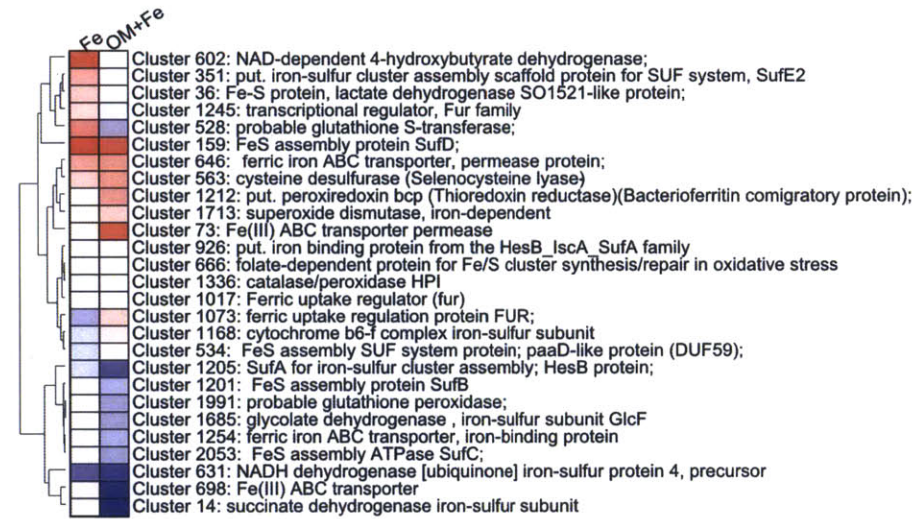 Fe OM+Fe
Cluster 602: NAD-dependent 4-hydroxybutyrate dehydrogenase;
Cluster 351: put. iron-sulfur cluster assembly scaffold protein for SUF system, SufE2
Cluster 36: Fe-S protein, lactate dehydrogenase SO1521-like protein;
Cluster 1245: transcriptional regulator, Fur family
Cluster 528: probable glutathione S-transferase;
Cluster 159: FeS assembly protein SufD;
Cluster 646: ferric iron ABC transporter, permease protein;
Cluster 563: cysteine desulfurase (Selenocysteine lyase)
Cluster 1212: put. peroxiredoxin bcp (Thioredoxin reductase)(Bacterioferritin comigratory protein);
Cluster 1713: superoxide dismutase, iron-dependent
Cluster 73: Fe(III) ABC transporter permease
Cluster 926: put. iron binding protein from the HesB_IscA_SufA family
Cluster 666: folate-dependent protein for Fe/S cluster synthesis/repair in oxidative stress
Cluster 1336: catalase/peroxidase HPI
Cluster 1017: Ferric uptake regulator (fur)
Cluster 1073: ferric uptake regulation protein FUR;
Cluster 1168: cytochrome b6-f complex iron-sulfur subunit
Cluster 534: FeS assembly SUF system protein; paaD-like protein (DUF59);
Cluster 1205: SufA for iron-sulfur cluster assembly; HesB protein;
Cluster 1201: FeS assembly protein SufB
Cluster 1991: probable glutathione peroxidase;
Cluster 1685: glycolate dehydrogenase , iron-sulfur subunit GlcF
Cluster 1254: ferric iron ABC transporter, iron-binding protein
Cluster 2053: FeS assembly ATPase SufC;
Cluster 631: NADH dehydrogenase [ubiquinone] iron-sulfur protein 4, precursor
Cluster 698: Fe(III) ABC transporter
Cluster 14: succinate dehydrogenase iron-sulfur subunit